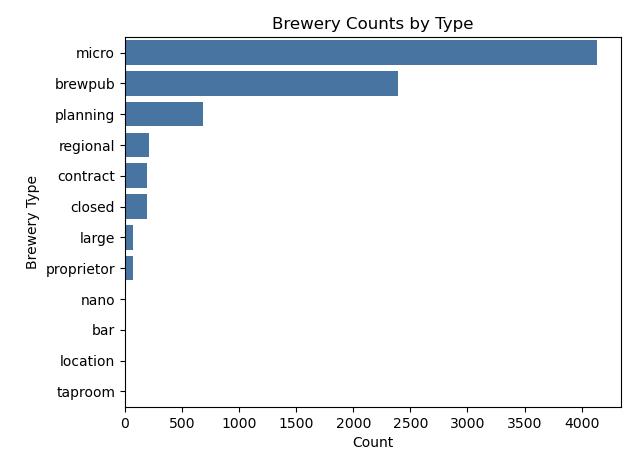 Brewery Counts by Type
micro
brewpub
planning
regional
contract
closed
large
proprietor
nano
bar
location
taproom
Brewery Type
0 500 1000 1500 2000 2500 3000 3500 4000
Count